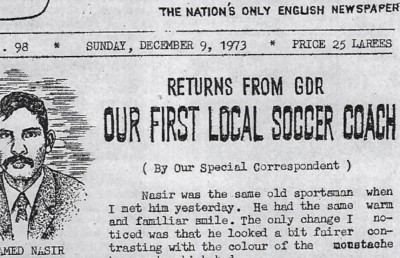 THE NATION'S ONLY ENGLISH NEWSPAPER
. 98 * SUNDAY, DECEMBER 9, 1973 * PRICE 25 LAREES
RETURNS FROM GDR
OUR FIRST LOCAL SOCCER COACH
( By Our Special Correspondent )
Nasir was the same old sportsman when
I met him yesterday. He had the same warm
and familiar smile. The only change I no-
ticed was that he looked a bit fairer con-
trasting with the colour of the moustache
AMED NASIR